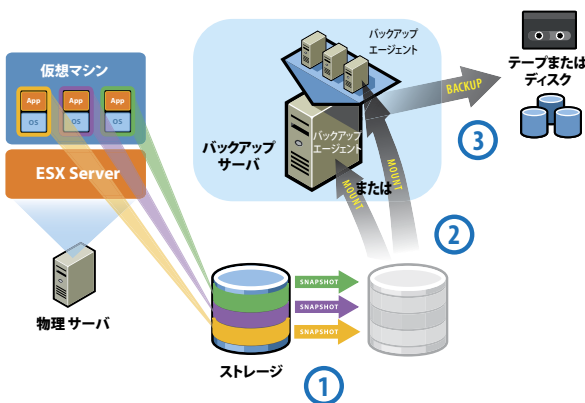 仮想マシン
App
App
App
OS
OS
OS
ESX Server
物理サーバ
バックアップ
エージェント
バックアップ
サーバ
バックアップ
エージェント
MOUNT
または
MOUNT
BACKUP
テープまたは
ディスク
3
2
SNAPSHOT
SNAPSHOT
SNAPSHOT
ストレージ
1